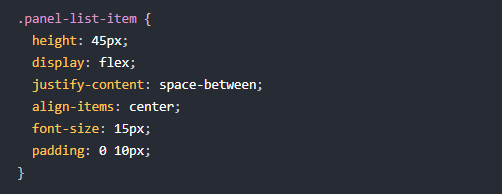 .panel-list-item {
  height: 45px;
  display: flex;
  justify-content: space-between;
  align-items: center;
  font-size: 15px;
  padding: 0 10px;
}